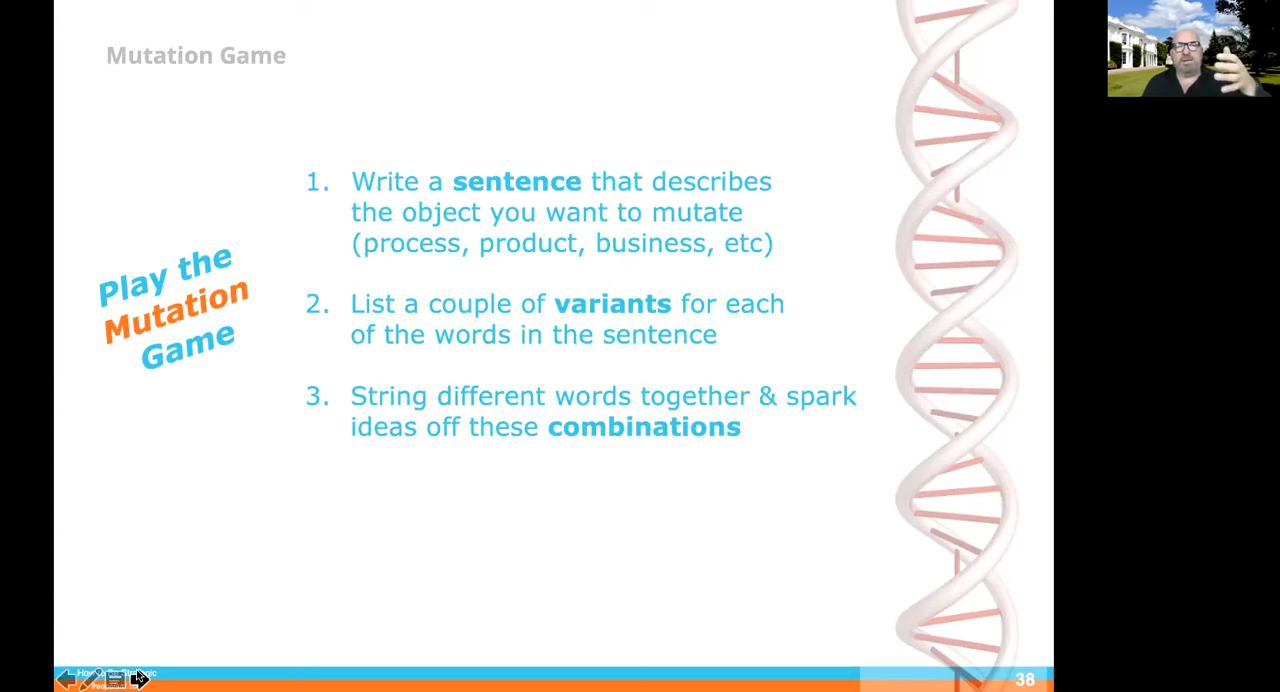 Mutation Game
Play the
Mutation
Game
1. Write a sentence that describes
the object you want to mutate
(process, product, business, etc)
2. List a couple of variants for each
of the words in the sentence
3. String different words together & spark
ideas off these combinations
38